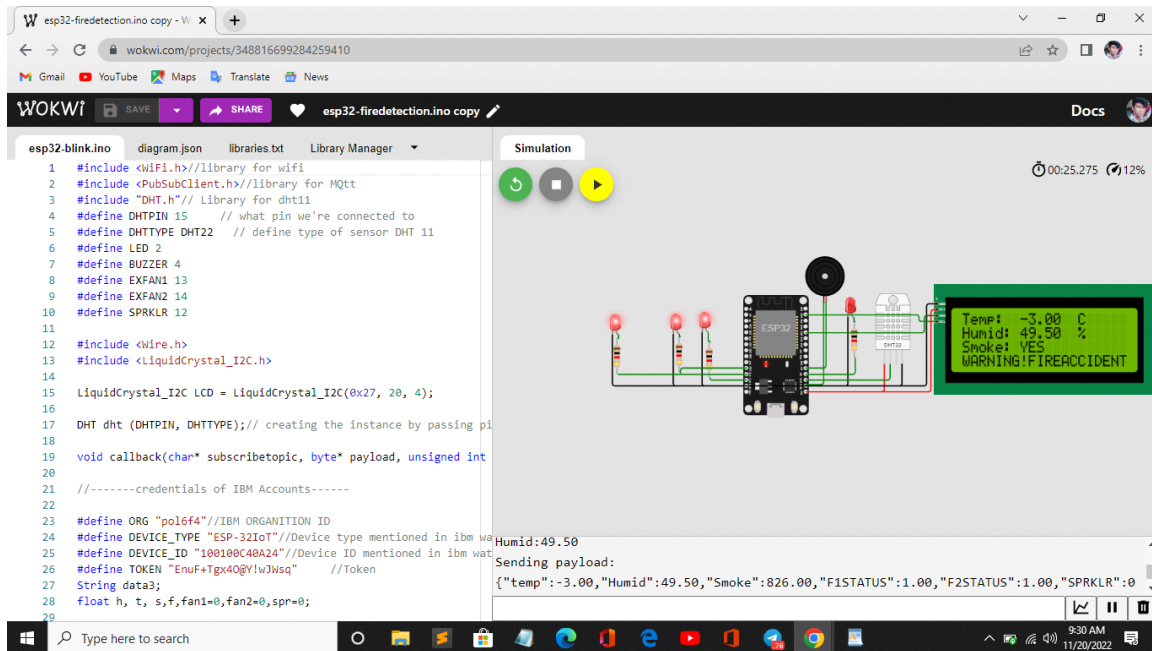 esp32-firedetection.ino copy - W
wokwi.com/projects/348816699284259410
Gmail YouTube Maps Translate News
WOKWi SAVE SHARE esp32-firedetection.ino copy Docs
esp32-blink.ino diagram.json libraries.txt Library Manager
1 #include <WiFi.h>//library for wifi
2 #include <PubSubClient.h>//library for MQtt
3 #include "DHT.h"// Library for dht11
4 #define DHTPIN 15 // what pin we're connected to
5 #define DHTTYPE DHT22 // define type of sensor DHT 11
6 #define LED 2
7 #define BUZZER 4
8 #define EXFAN1 13
9 #define EXFAN2 14
10 #define SPRKLR 12
11
12 #include <Wire.h>
13 #include <LiquidCrystal_I2C.h>
14
15 LiquidCrystal_I2C LCD = LiquidCrystal_I2C(0x27, 20, 4);
16
17 DHT dht (DHTPIN, DHTTYPE);// creating the instance by passing pi
18
19 void callback(char* subscribetopic, byte* payload, unsigned int
20
21 //-------credentials of IBM Accounts------
22
23 #define ORG "pol6f4"//IBM ORGANITION ID
24 #define DEVICE_TYPE "ESP-32IoT"//Device type mentioned in ibm wa
25 #define DEVICE_ID "100100C40A24"//Device ID mentioned in ibm wat
26 #define TOKEN "EnuF+Tgx4O@Y!wJWsq" //Token
27 String data3;
28 float h, t, s,f,fan1=0,fan2=0,spr=0;
29
Simulation
00:25.275 12%
ESP32
DHT22
Temp: -3.00 C
Humid: 49.50 %
Smoke: YES
WARNING!FIREACCIDENT
Humid:49.50
Sending payload:
{"temp":-3.00,"Humid":49.50,"Smoke":826.00,"F1STATUS":1.00,"F2STATUS":1.00,"SPRKLR":0
Type here to search
76
9:30 AM
11/20/2022